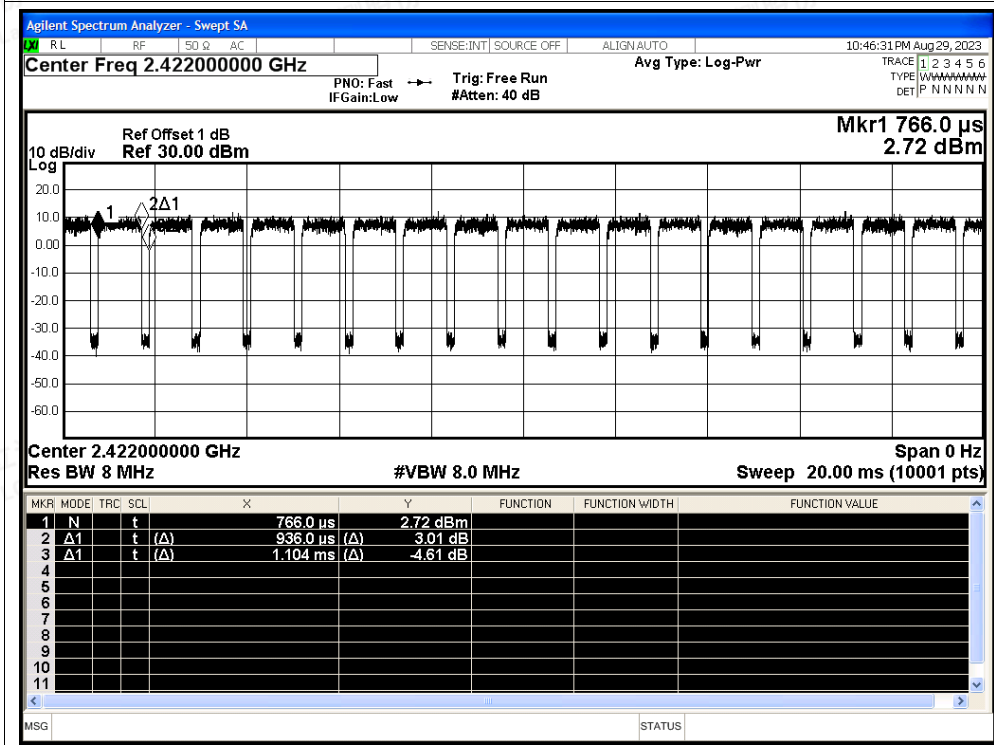 Agilent Spectrum Analyzer - Swept SA
LXI RL RF 50 Ω AC SENSE:INT SOURCE OFF ALIGN AUTO 10:46:31 PM Aug 29, 2023
Center Freq 2.422000000 GHz Avg Type: Log-Pwr TRACE 1 2 3 4 5 6
PNO: Fast Trig: Free Run TYPE W
IFGain:Low #Atten: 40 dB DET P N N N N N
Mkr1 766.0 µs
Ref Offset 1 dB
10 dB/div Ref 30.00 dBm 2.72 dBm
Log
20.0
1 2Δ1
10.0
0.00
-10.0
-20.0
-30.0
-40.0
-50.0
-60.0
Center 2.422000000 GHz Span 0 Hz
Res BW 8 MHz #VBW 8.0 MHz Sweep 20.00 ms (10001 pts)
MKR MODE TRC SCL X Y FUNCTION FUNCTION WIDTH FUNCTION VALUE
1 N t 766.0 µs 2.72 dBm
2 Δ1 t (Δ) 936.0 µs (Δ) 3.01 dB
3 Δ1 t (Δ) 1.104 ms (Δ) -4.61 dB
4
5
6
7
8
9
10
11
MSG STATUS